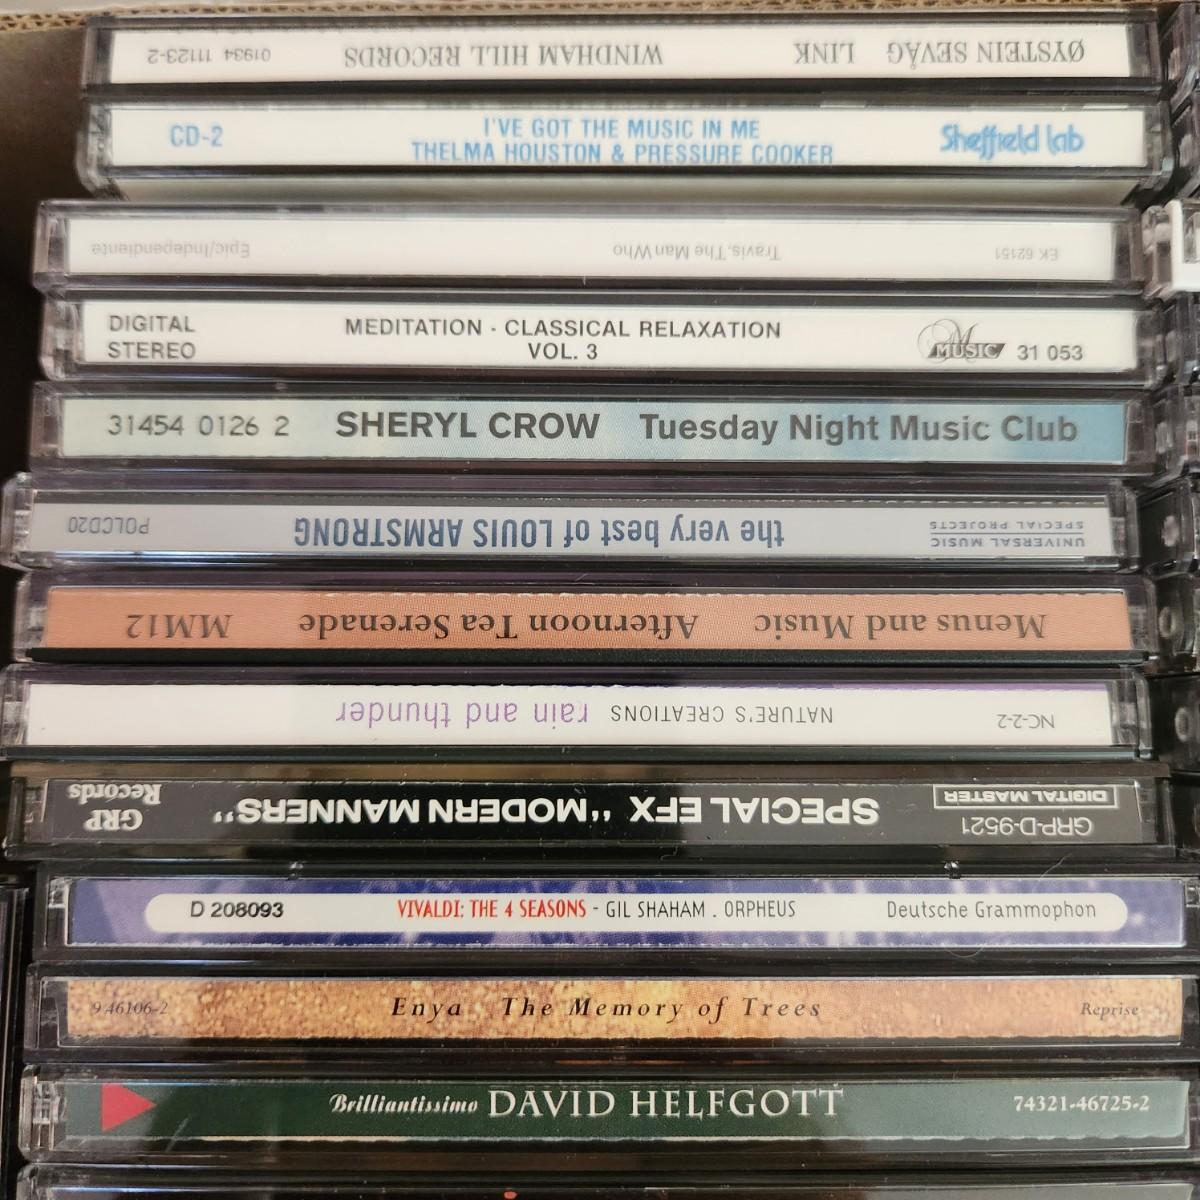 ØYSTEIN SEVÅG LINK WINDHAM HILL RECORDS 01934 11123-2
CD-2
I'VE GOT THE MUSIC IN ME
THELMA HOUSTON & PRESSURE COOKER
Sheffield Lab
EK 62151 Travis, The Man Who Epic/Independiente
DIGITAL
STEREO
MEDITATION · CLASSICAL RELAXATION
VOL. 3
M
MUSIC
31 053
31454 0126 2 SHERYL CROW Tuesday Night Music Club
UNIVERSAL MUSIC
SPECIAL PROJECTS
the very best of LOUIS ARMSTRONG POLCD20
Menus and Music Afternoon Tea Serenade MM12
NC-2-2 NATURE'S CREATIONS rain and thunder
GRP-D-9521
DIGITAL MASTER
SPECIAL EFX "MODERN MANNERS"
GRP
Records
D 208093 VIVALDI: THE 4 SEASONS - GIL SHAHAM . ORPHEUS Deutsche Grammophon
9 46106-2 Enya The Memory of Trees Reprise
Brilliantissimo DAVID HELFGOTT 74321-46725-2